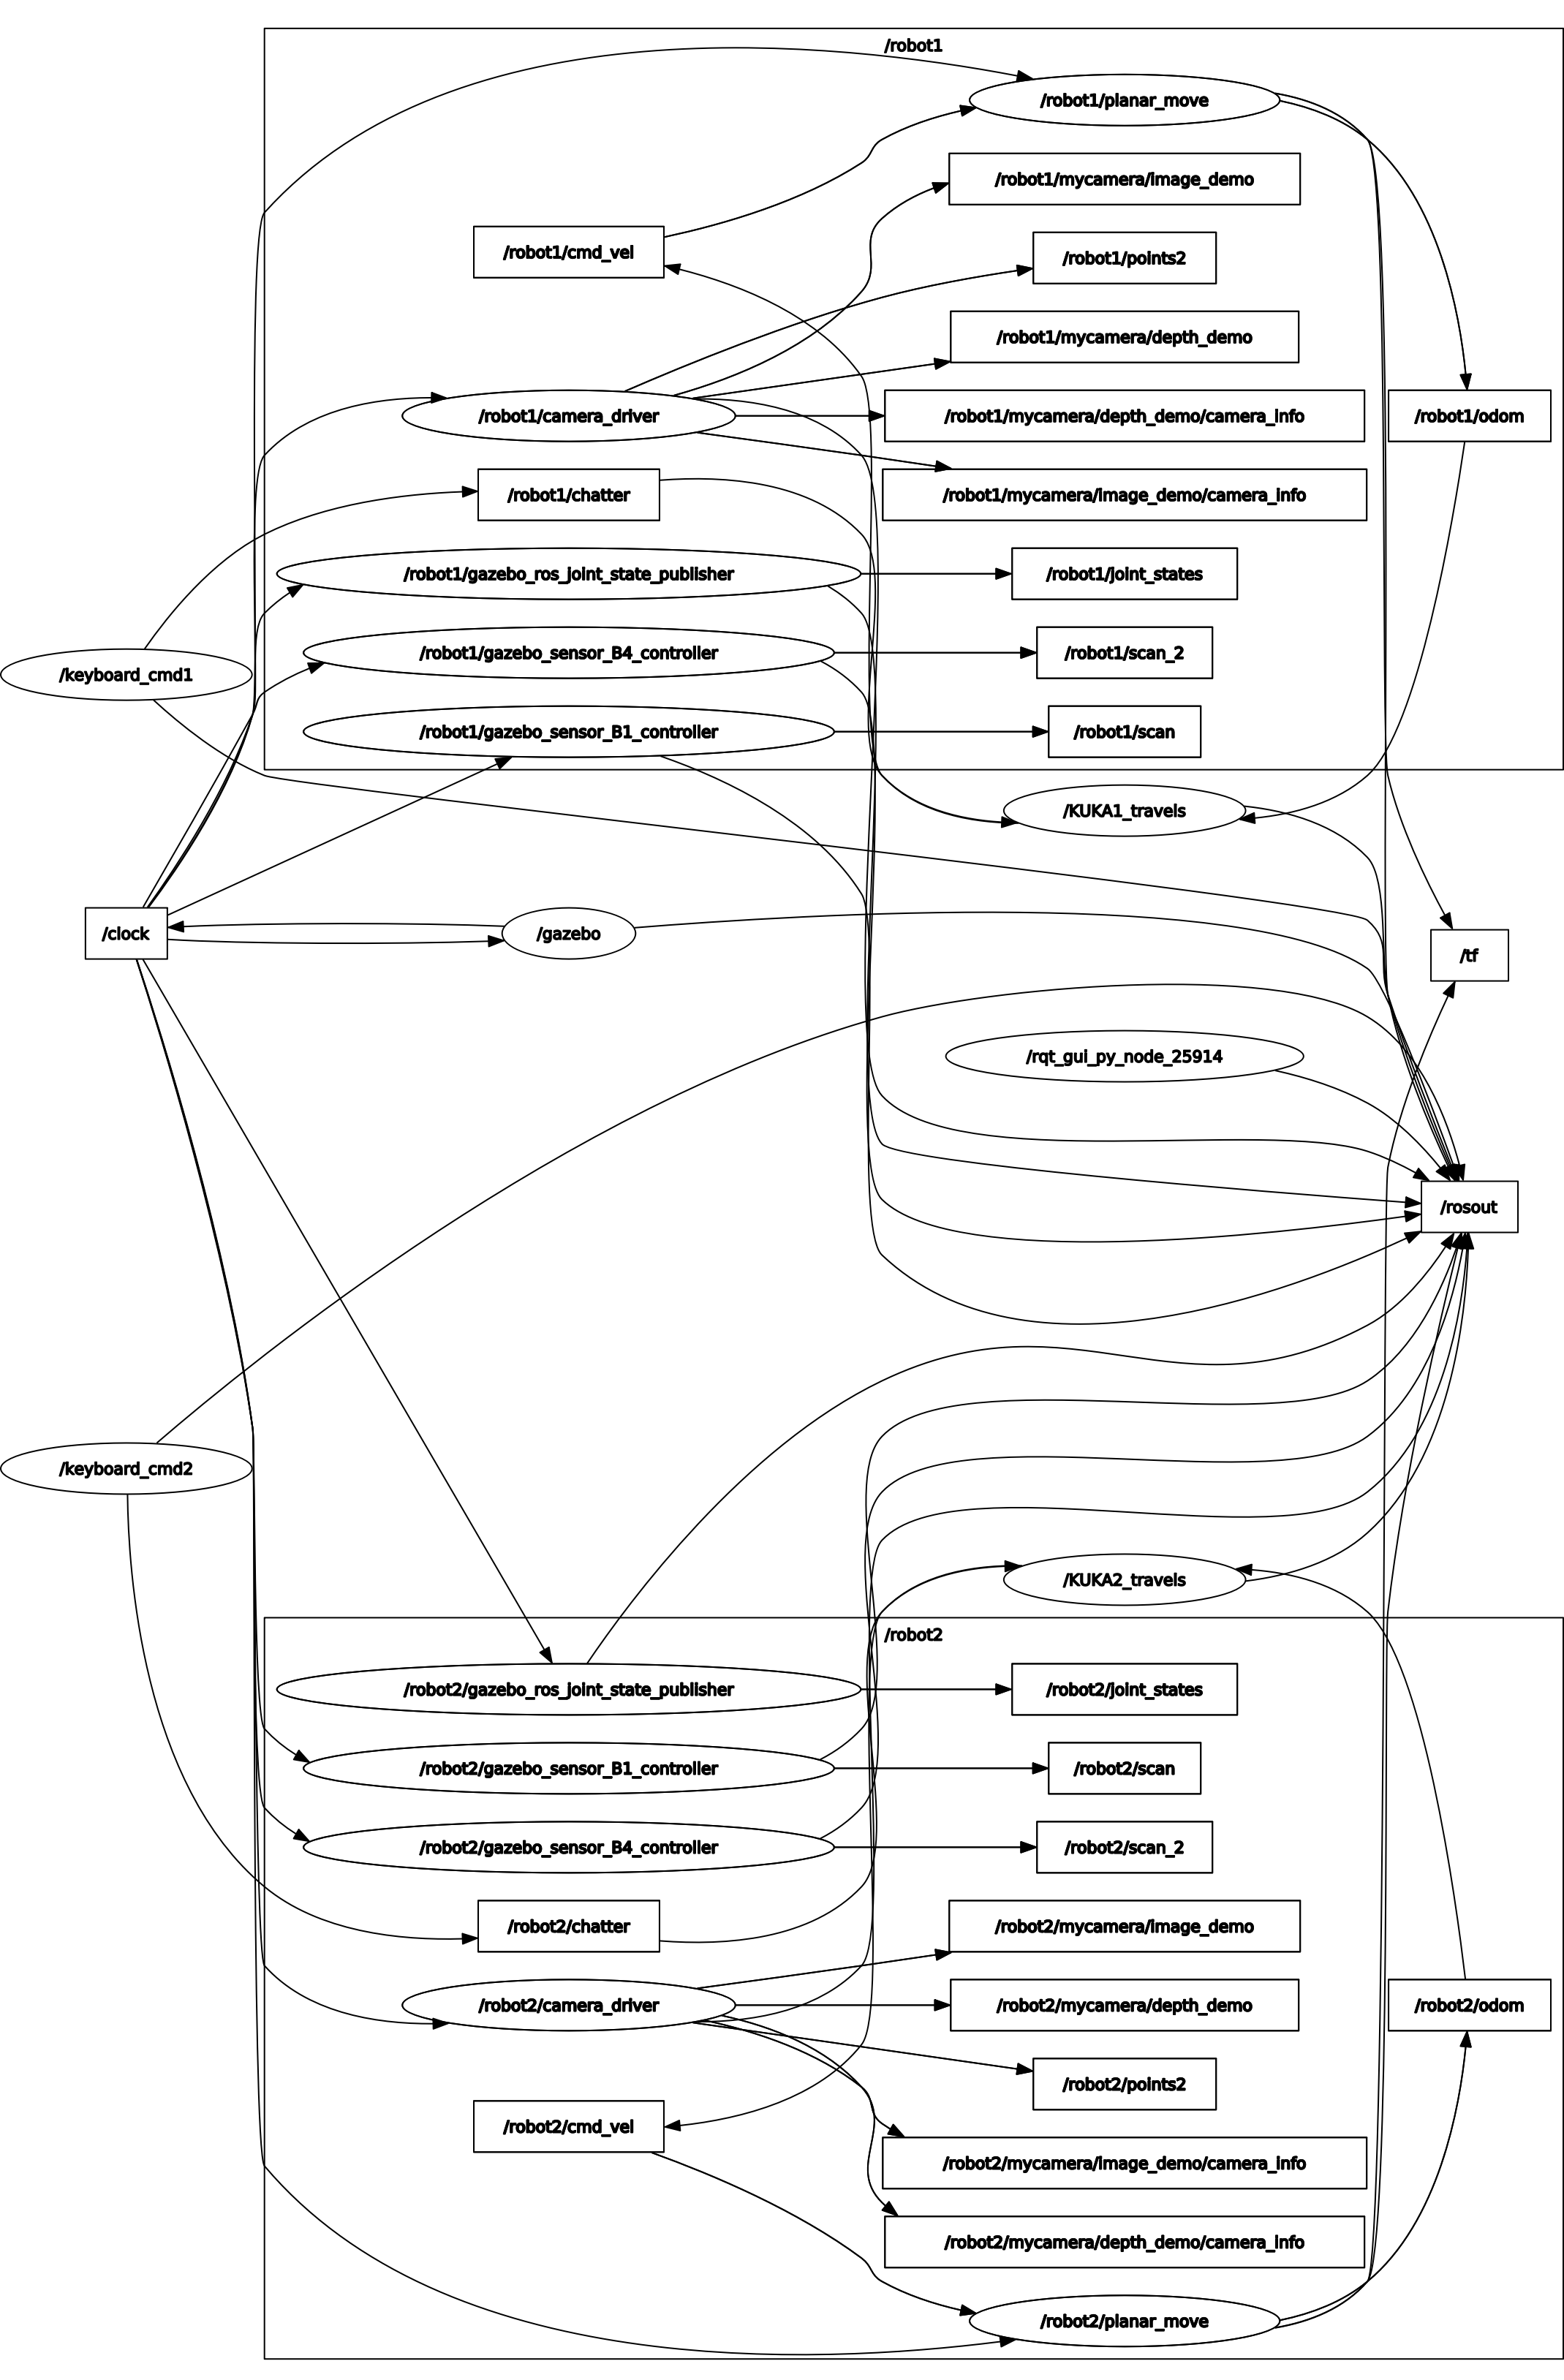 /robot1
/robot1/planar_move
/robot1/mycamera/image_demo
/robot1/cmd_vel
/robot1/points2
/robot1/mycamera/depth_demo
/robot1/camera_driver
/robot1/mycamera/depth_demo/camera_info
/robot1/odom
/robot1/chatter
/robot1/mycamera/image_demo/camera_info
/robot1/gazebo_ros_joint_state_publisher
/robot1/joint_states
/robot1/gazebo_sensor_B4_controller
/robot1/scan_2
/keyboard_cmd1
/robot1/gazebo_sensor_B1_controller
/robot1/scan
/KUKA1_travels
/clock
/gazebo
/tf
/rqt_gui_py_node_25914
/rosout
/keyboard_cmd2
/KUKA2_travels
/robot2
/robot2/gazebo_ros_joint_state_publisher
/robot2/joint_states
/robot2/gazebo_sensor_B1_controller
/robot2/scan
/robot2/gazebo_sensor_B4_controller
/robot2/scan_2
/robot2/chatter
/robot2/mycamera/image_demo
/robot2/camera_driver
/robot2/mycamera/depth_demo
/robot2/odom
/robot2/points2
/robot2/cmd_vel
/robot2/mycamera/image_demo/camera_info
/robot2/mycamera/depth_demo/camera_info
/robot2/planar_move